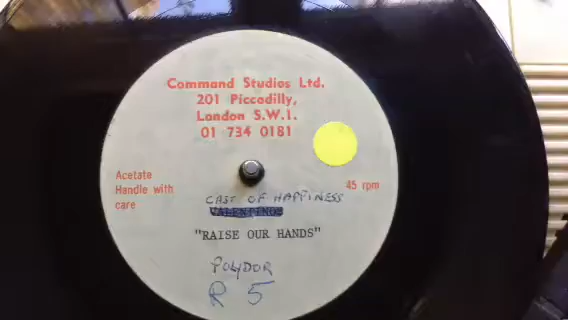 Command Studios Ltd.
201 Piccadilly,
London S.W.1.
01 734 0181
Acetate
Handle with
care
45 rpm
CAST OF HAPPINESS
VALENTINOS
"RAISE OUR HANDS"
POLYDOR
R 5